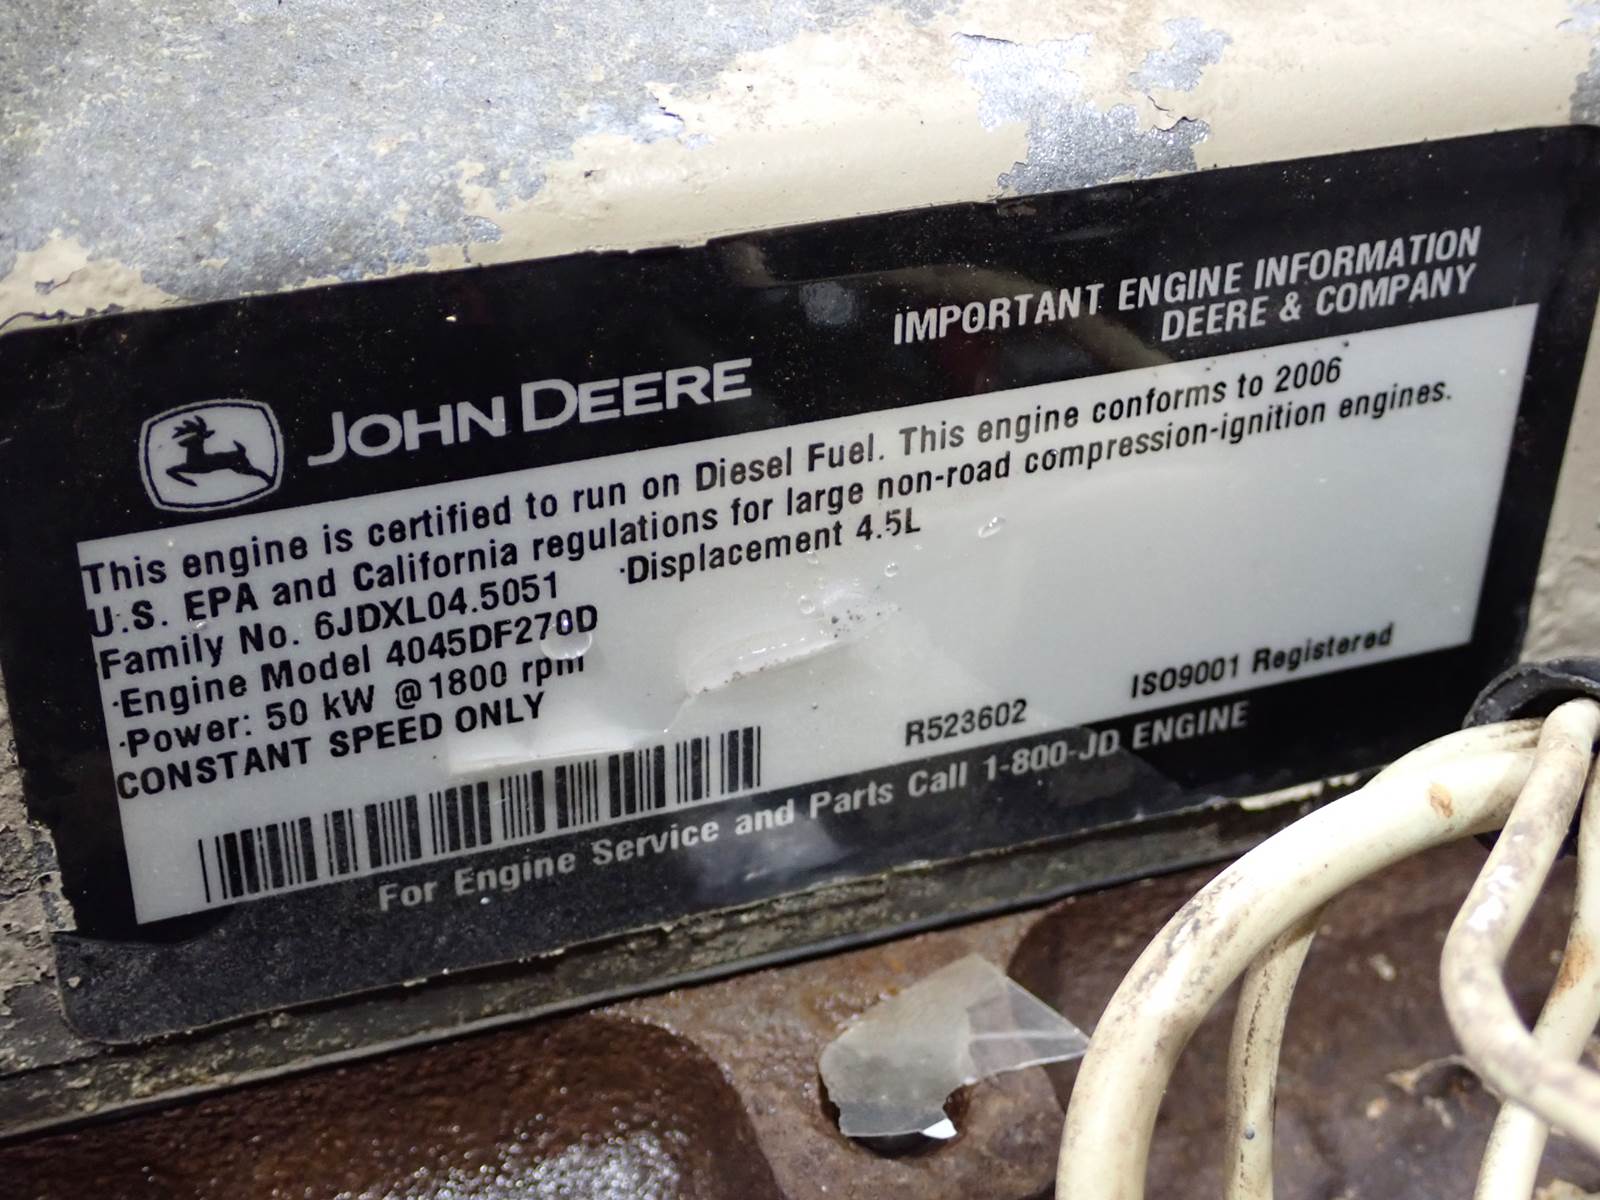 IMPORTANT ENGINE INFORMATION
DEERE & COMPANY
JOHN DEERE
This engine is certified to run on Diesel Fuel. This engine conforms to 2006
U.S. EPA and California regulations for large non-road compression-ignition engines.
Family No. 6JDXL04.5051 ·Displacement 4.5L
·Engine Model 4045DF270D
·Power: 50 kW @1800 rpm
CONSTANT SPEED ONLY
R523602 ISO9001 Registered
For Engine Service and Parts Call 1-800-JD ENGINE